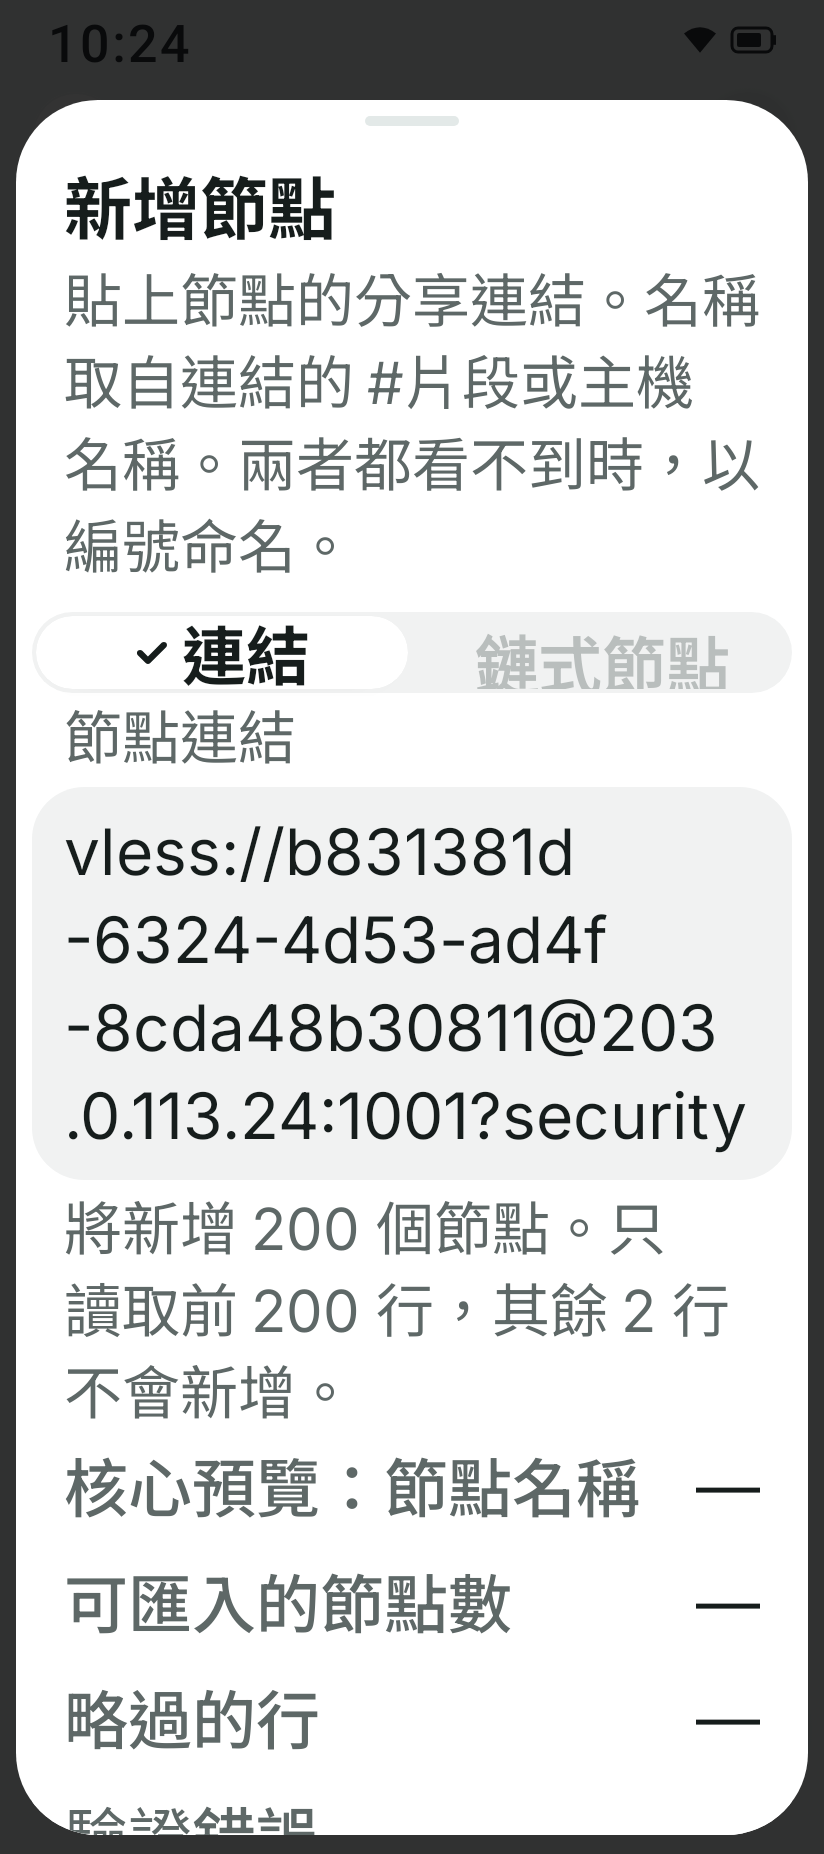 10:24
新增節點
貼上節點的分享連結。名稱
取自連結的 #片段或主機
名稱。兩者都看不到時，以
編號命名。
連結
鏈式節點
節點連結
vless://b831381d
-6324-4d53-ad4f
-8cda48b30811@203
.0.113.24:1001?security
將新增 200 個節點。只
讀取前 200 行，其餘 2 行
不會新增。
核心預覽：節點名稱 —
可匯入的節點數 —
略過的行 —
驗證錯誤